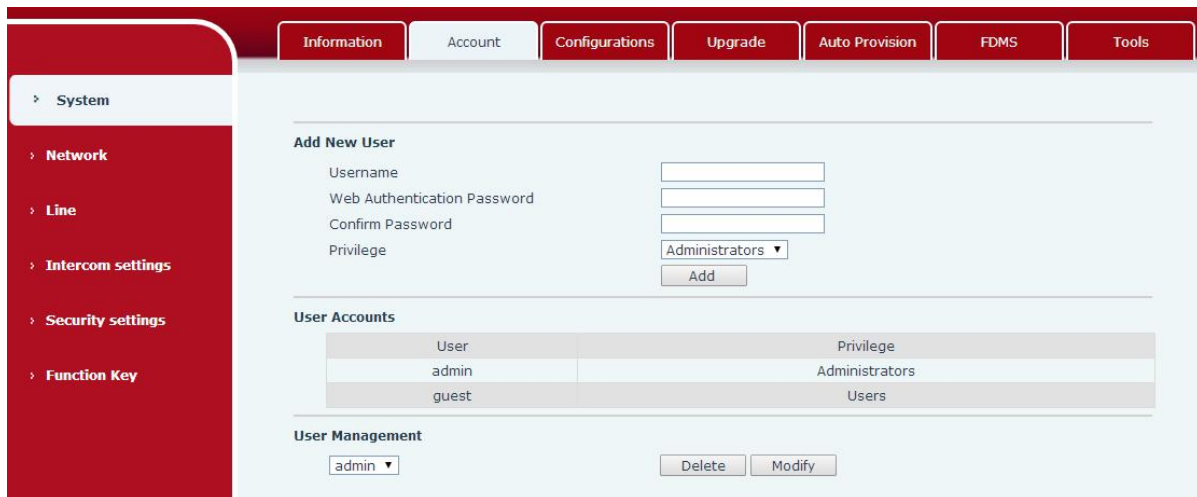 Information Account Configurations Upgrade Auto Provision FDMS Tools
System
Network
Line
Intercom settings
Security settings
Function Key
Add New User
Username
Web Authentication Password
Confirm Password
Privilege Administrators
Add
User Accounts
User Privilege
admin Administrators
guest Users
User Management
admin Delete Modify